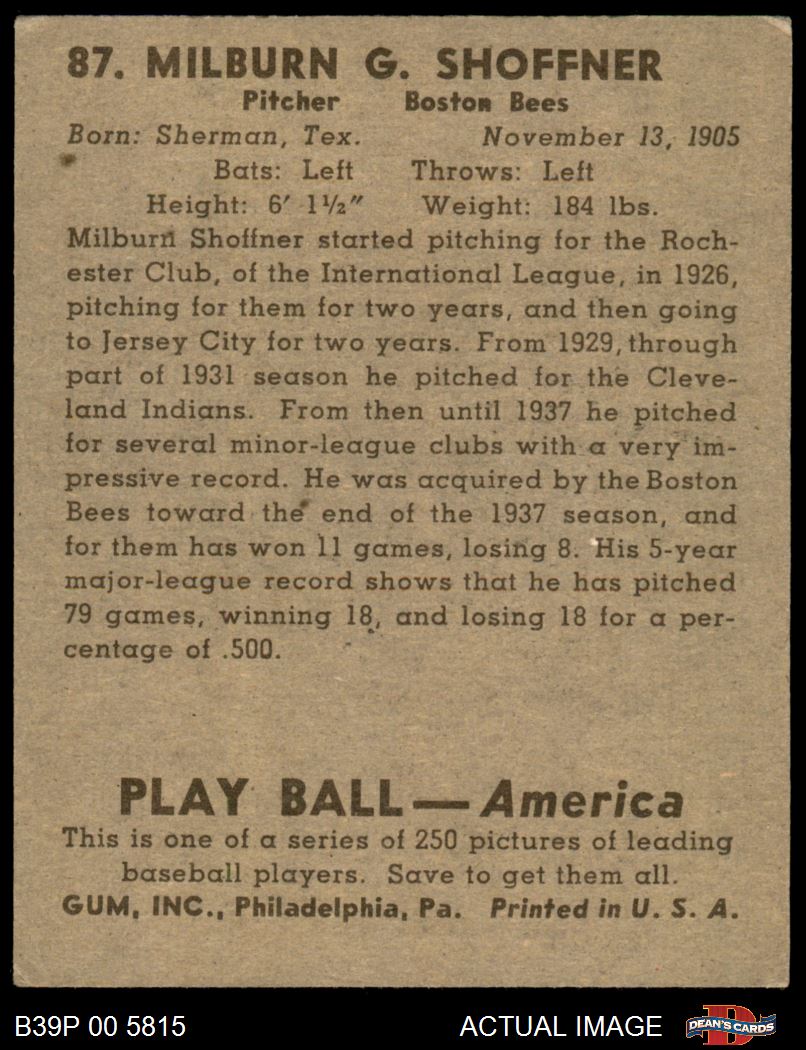 87. MILBURN G. SHOFFNER
Pitcher Boston Bees
Born: Sherman, Tex. November 13, 1905
Bats: Left Throws: Left
Height: 6′ 1½″ Weight: 184 lbs.
Milburn Shoffner started pitching for the Roch-
ester Club, of the International League, in 1926,
pitching for them for two years, and then going
to Jersey City for two years. From 1929, through
part of 1931 season he pitched for the Cleve-
land Indians. From then until 1937 he pitched
for several minor-league clubs with a very im-
pressive record. He was acquired by the Boston
Bees toward the end of the 1937 season, and
for them has won 11 games, losing 8. His 5-year
major-league record shows that he has pitched
79 games, winning 18, and losing 18 for a per-
centage of .500.
PLAY BALL — America
This is one of a series of 250 pictures of leading
baseball players. Save to get them all.
GUM, INC., Philadelphia, Pa. Printed in U. S. A.
B39P 00 5815 ACTUAL IMAGE D DEAN'S CARDS